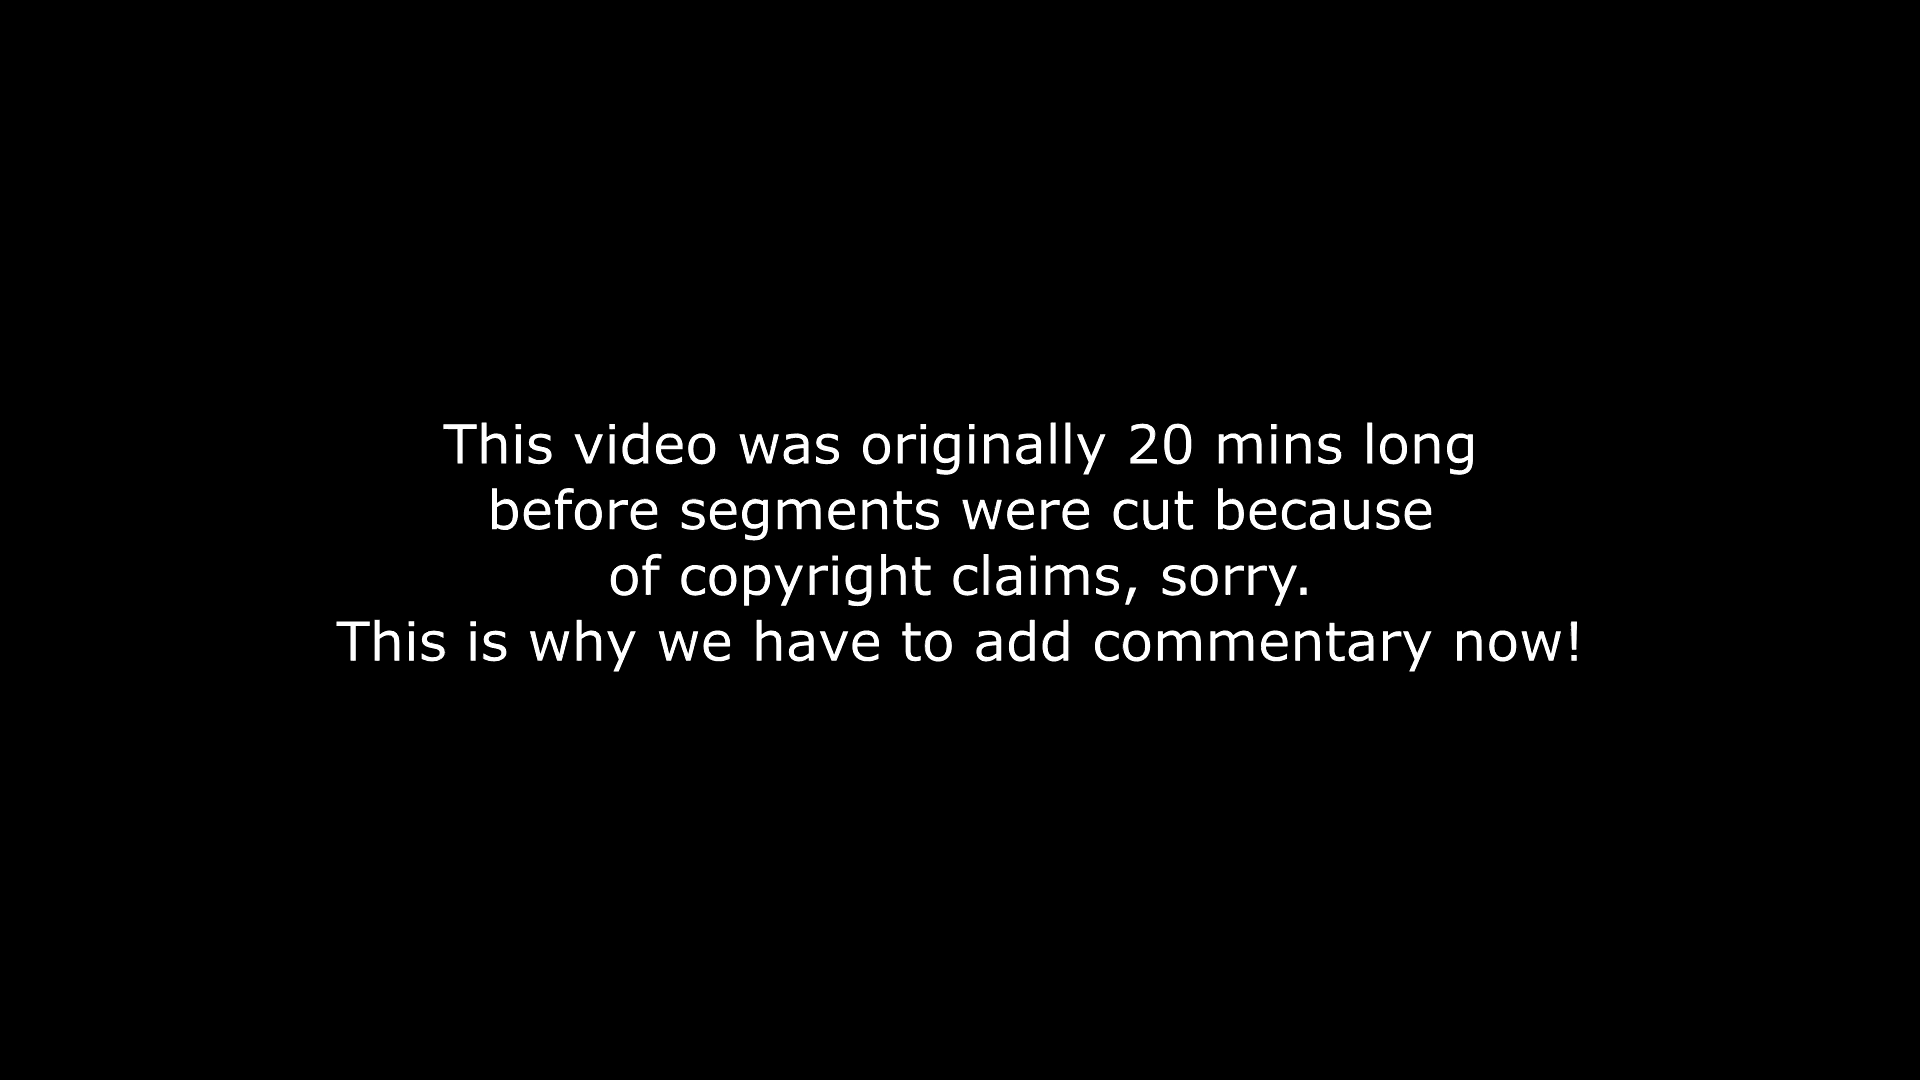 This video was originally 20 mins long
before segments were cut because
of copyright claims, sorry.
This is why we have to add commentary now!